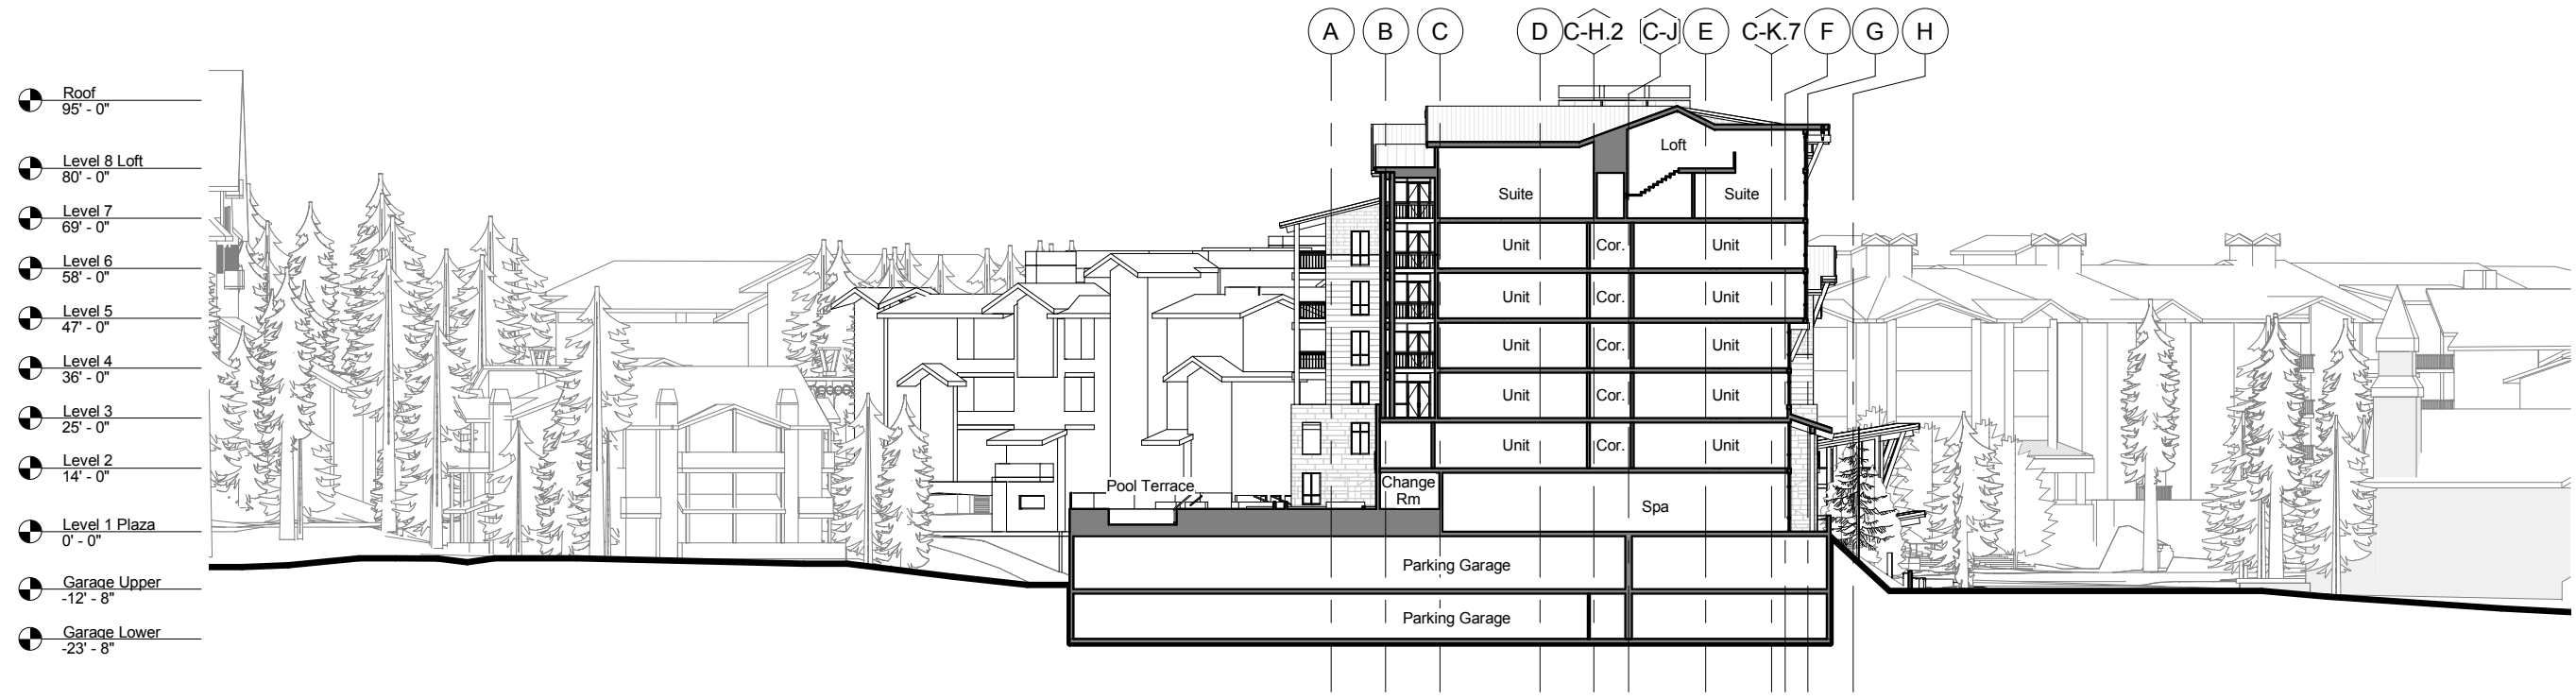 A B C D C-H.2 C-J E C-K.7 F G H
Roof
95' - 0"
Level 8 Loft
80' - 0"
Level 7
69' - 0"
Level 6
58' - 0"
Level 5
47' - 0"
Level 4
36' - 0"
Level 3
25' - 0"
Level 2
14' - 0"
Level 1 Plaza
0' - 0"
Garage Upper
-12' - 8"
Garage Lower
-23' - 8"
Loft
Suite Suite
Unit Cor. Unit
Unit Cor. Unit
Unit Cor. Unit
Unit Cor. Unit
Unit Cor. Unit
Pool Terrace
Change
Rm
Spa
Parking Garage
Parking Garage